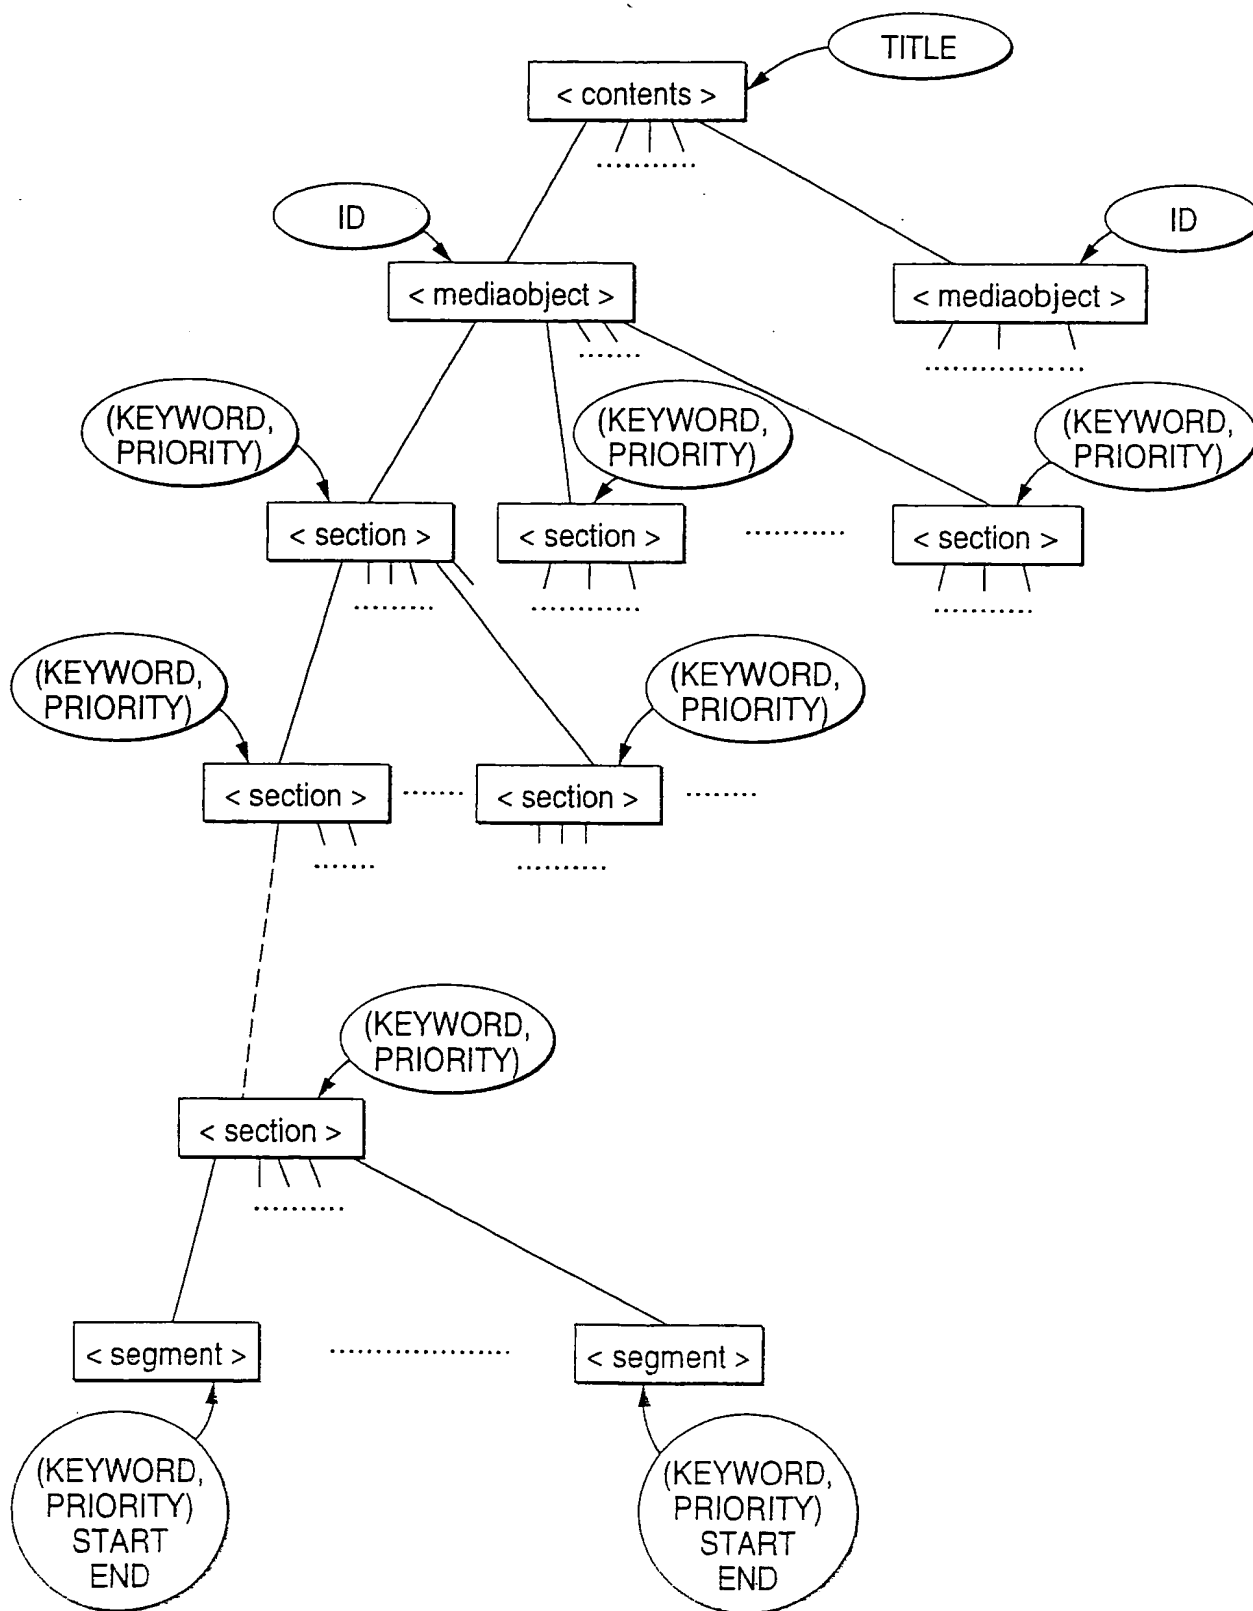 TITLE
< contents >
ID
ID
< mediaobject >
< mediaobject >
(KEYWORD,
PRIORITY)
(KEYWORD,
PRIORITY)
(KEYWORD,
PRIORITY)
< section >
< section >
< section >
(KEYWORD,
PRIORITY)
(KEYWORD,
PRIORITY)
< section >
< section >
(KEYWORD,
PRIORITY)
< section >
< segment >
< segment >
(KEYWORD,
PRIORITY)
START
END
(KEYWORD,
PRIORITY)
START
END